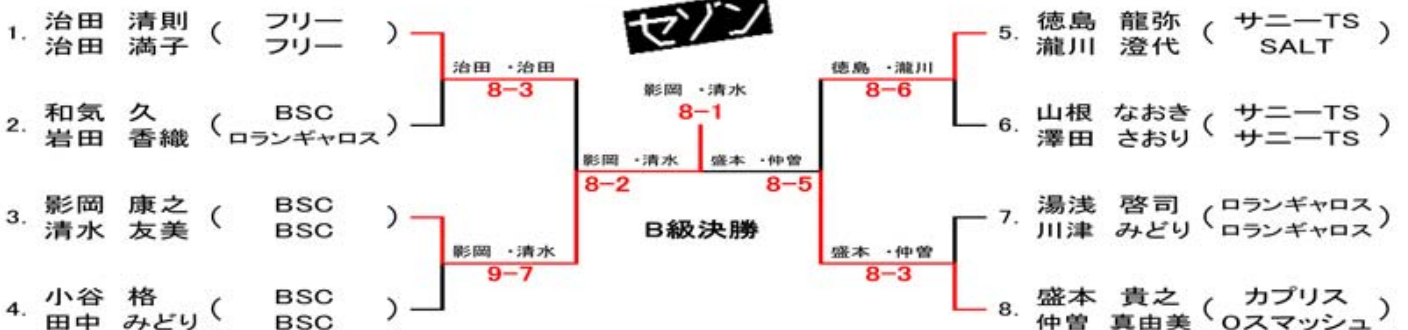 セゾン
1. 治田 清則 ( フリー )
治田 満子 フリー
治田 ・治田
8-3
2. 和気 久 ( BSC )
岩田 香織 ロランギャロス
影岡 ・清水
8-2
3. 影岡 康之 ( BSC )
清水 友美 BSC
影岡 ・清水
9-7
4. 小谷 格 ( BSC )
田中 みどり BSC
影岡 ・清水
8-1
B級決勝
5. 徳島 龍弥 ( サニーTS )
瀧川 澄代 SALT
徳島 ・瀧川
8-6
6. 山根 なおき ( サニーTS )
澤田 さおり サニーTS
盛本 ・仲曽
8-5
7. 湯浅 啓司 ( ロランギャロス )
川津 みどり ロランギャロス
盛本 ・仲曽
8-3
8. 盛本 貴之 ( カプリス )
仲曽 真由美 Oスマッシュ